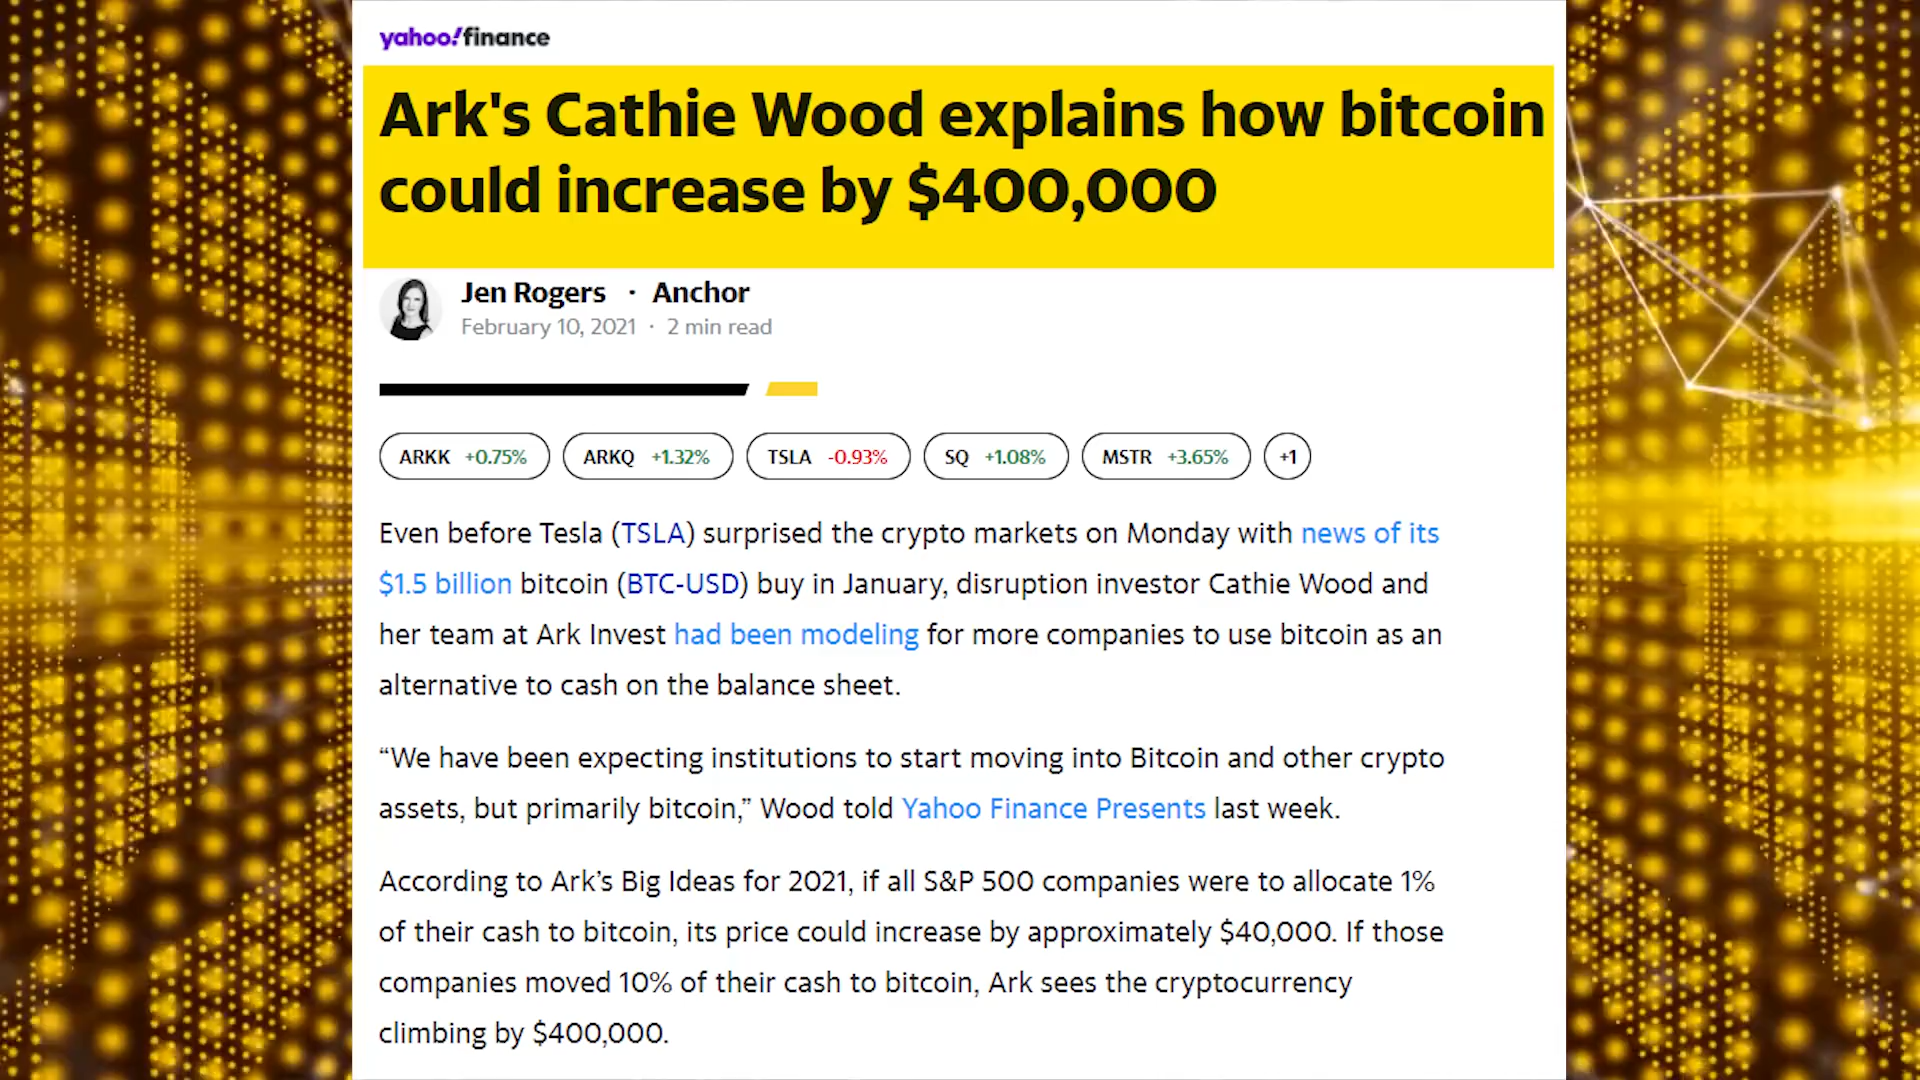 yahoo!finance
Ark's Cathie Wood explains how bitcoin
could increase by $400,000
Jen Rogers · Anchor
February 10, 2021 · 2 min read
ARKK +0.75% ARKQ +1.32% TSLA -0.93% SQ +1.08% MSTR +3.65% +1
Even before Tesla (TSLA) surprised the crypto markets on Monday with news of its
$1.5 billion bitcoin (BTC-USD) buy in January, disruption investor Cathie Wood and
her team at Ark Invest had been modeling for more companies to use bitcoin as an
alternative to cash on the balance sheet.
“We have been expecting institutions to start moving into Bitcoin and other crypto
assets, but primarily bitcoin,” Wood told Yahoo Finance Presents last week.
According to Ark’s Big Ideas for 2021, if all S&P 500 companies were to allocate 1%
of their cash to bitcoin, its price could increase by approximately $40,000. If those
companies moved 10% of their cash to bitcoin, Ark sees the cryptocurrency
climbing by $400,000.